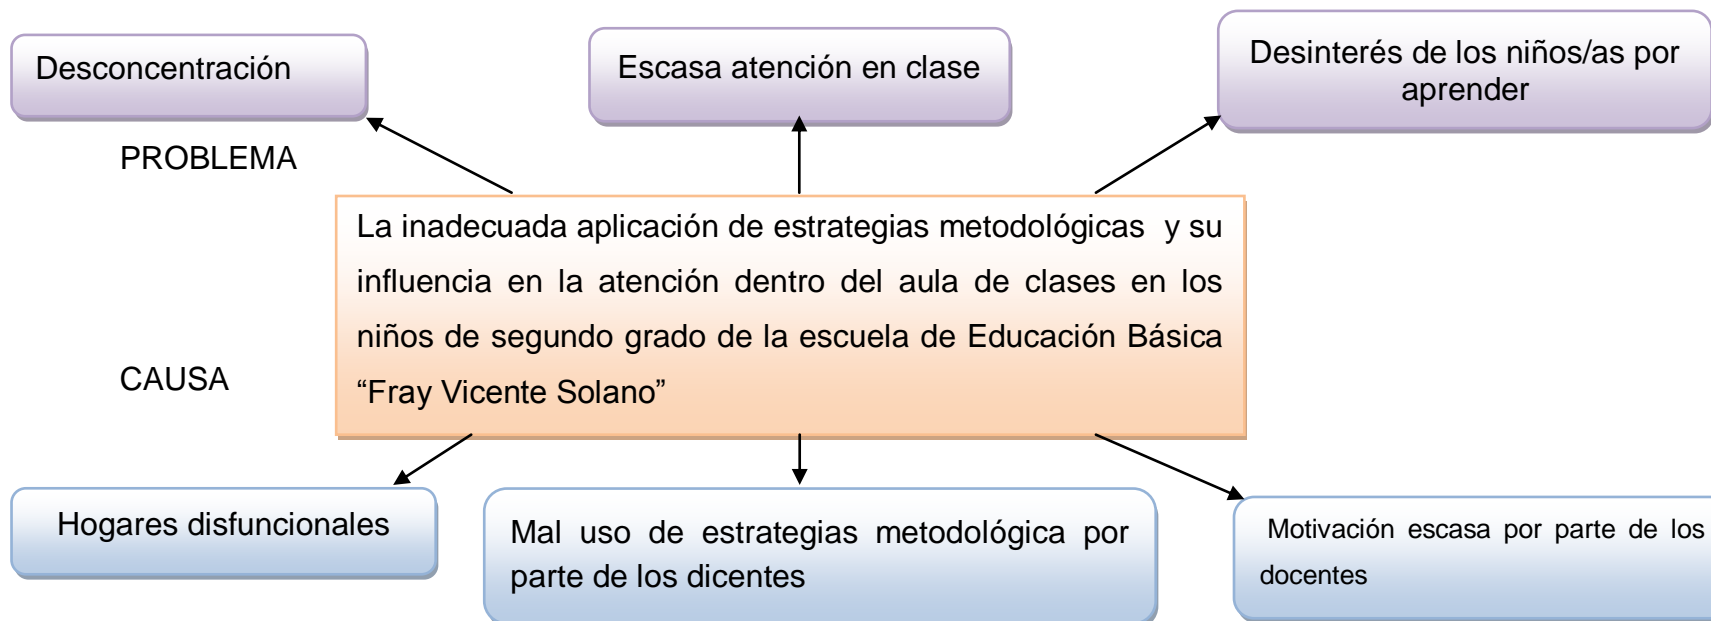 Desconcentración
Escasa atención en clase
Desinterés de los niños/as por
aprender
PROBLEMA
La inadecuada aplicación de estrategias metodológicas y su
influencia en la atención dentro del aula de clases en los
niños de segundo grado de la escuela de Educación Básica
“Fray Vicente Solano”
CAUSA
Hogares disfuncionales
Mal uso de estrategias metodológica por
parte de los dicentes
Motivación escasa por parte de los
docentes